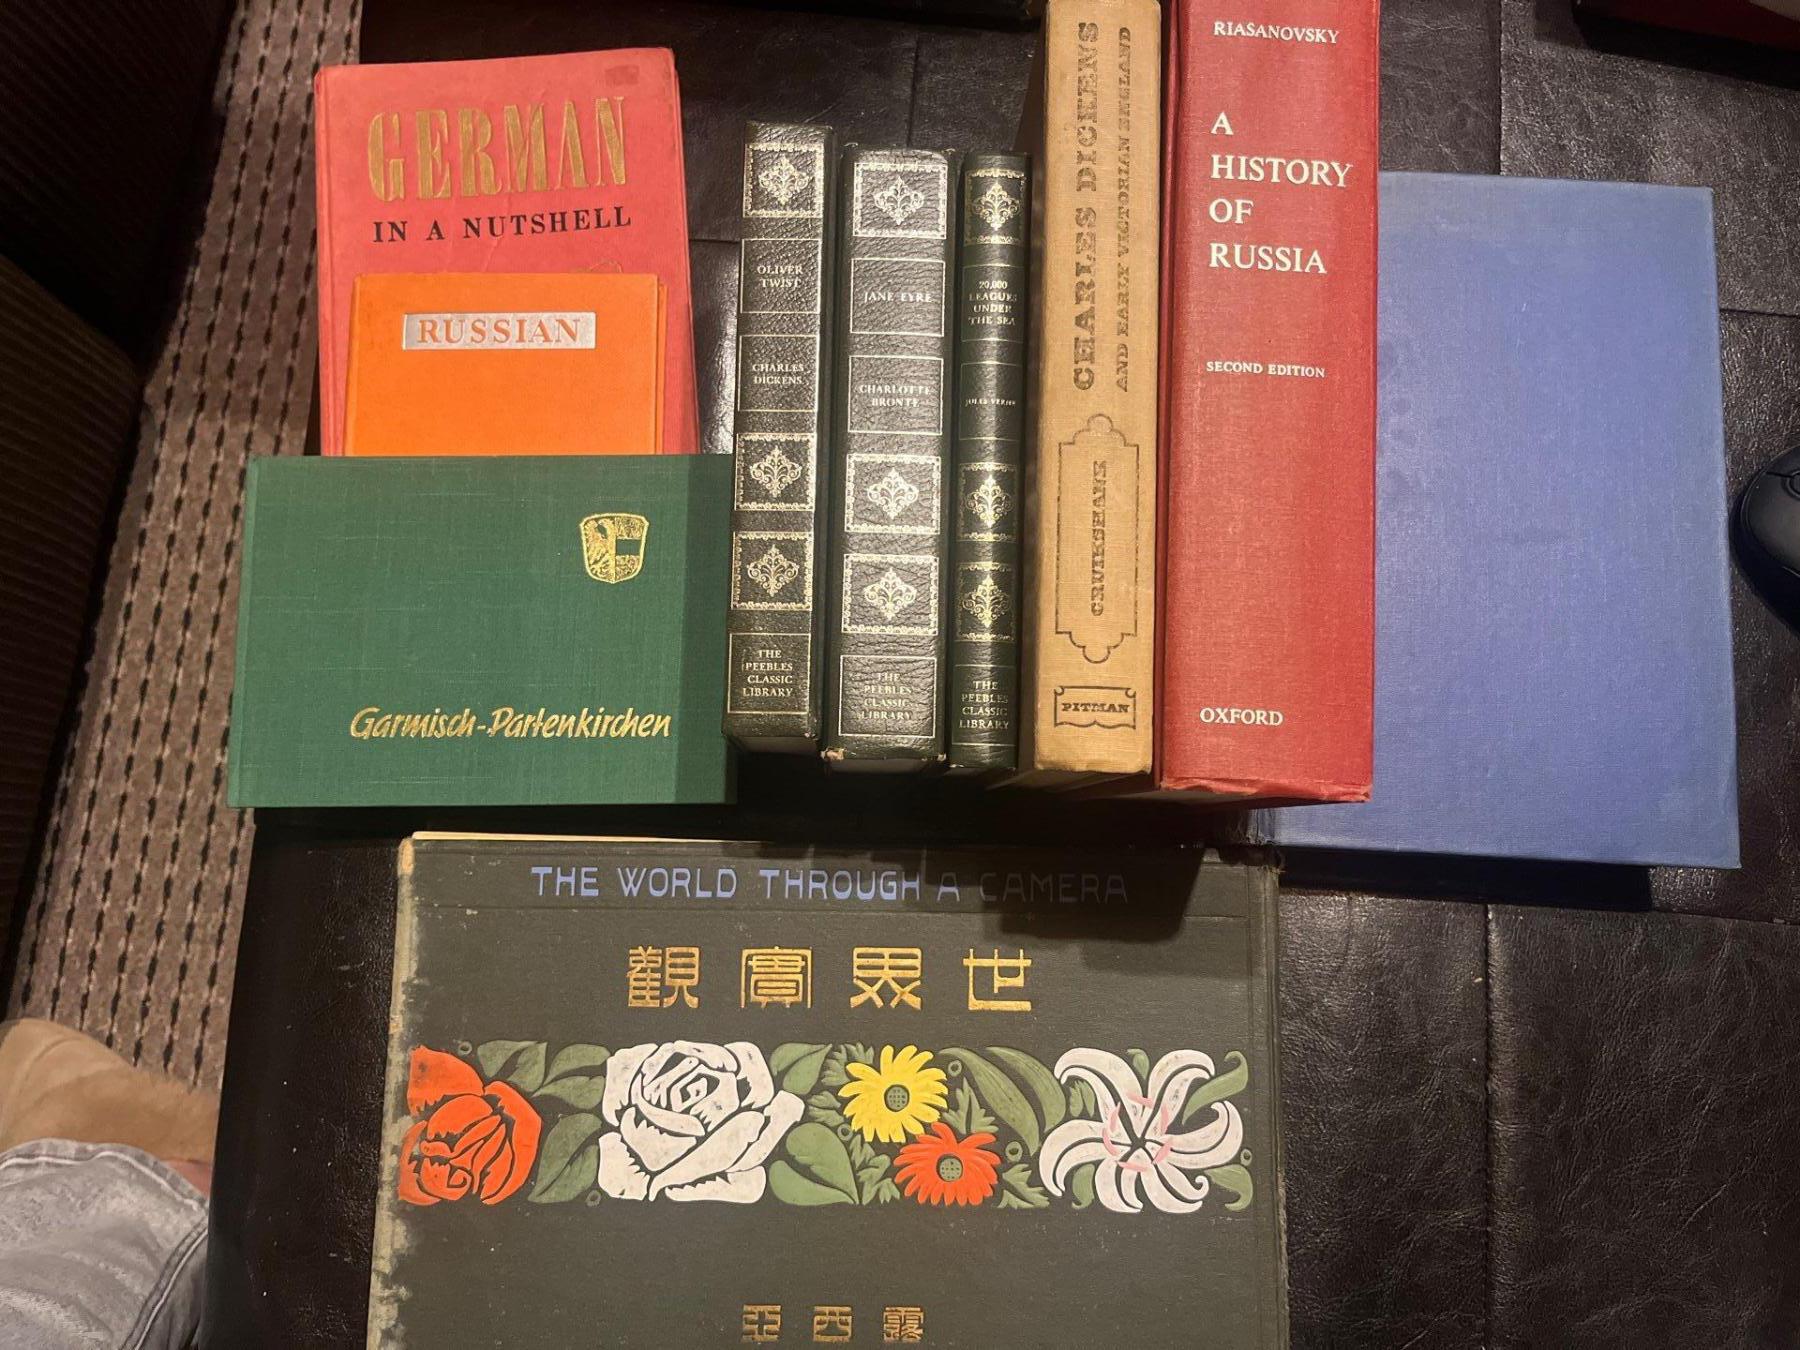 GERMAN
IN A NUTSHELL
RUSSIAN
Garmisch-Partenkirchen
OLIVER
TWIST
CHARLES
DICKENS
THE
PEEBLES
CLASSIC
LIBRARY
JANE EYRE
CHARLOTTE
BRONTE
THE
PEEBLES
CLASSIC
LIBRARY
20,000
LEAGUES
UNDER
THE SEA
JULES VERNE
THE
PEEBLES
CLASSIC
LIBRARY
CHARLES DICKENS
AND EARLY VICTORIAN ENGLAND
CRUIKSHANK
PITMAN
RIASANOVSKY
A
HISTORY
OF
RUSSIA
SECOND EDITION
OXFORD
THE WORLD THROUGH A CAMERA
觀實界世
亞西露